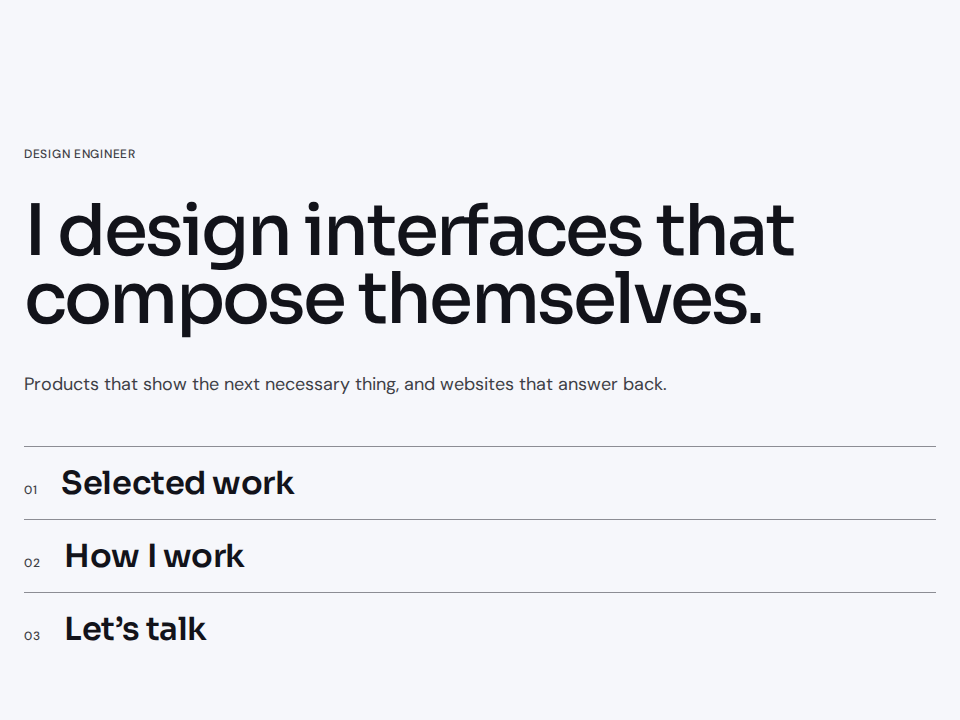 DESIGN ENGINEER
I design interfaces that
compose themselves.
Products that show the next necessary thing, and websites that answer back.
01 Selected work
02 How I work
03 Let’s talk